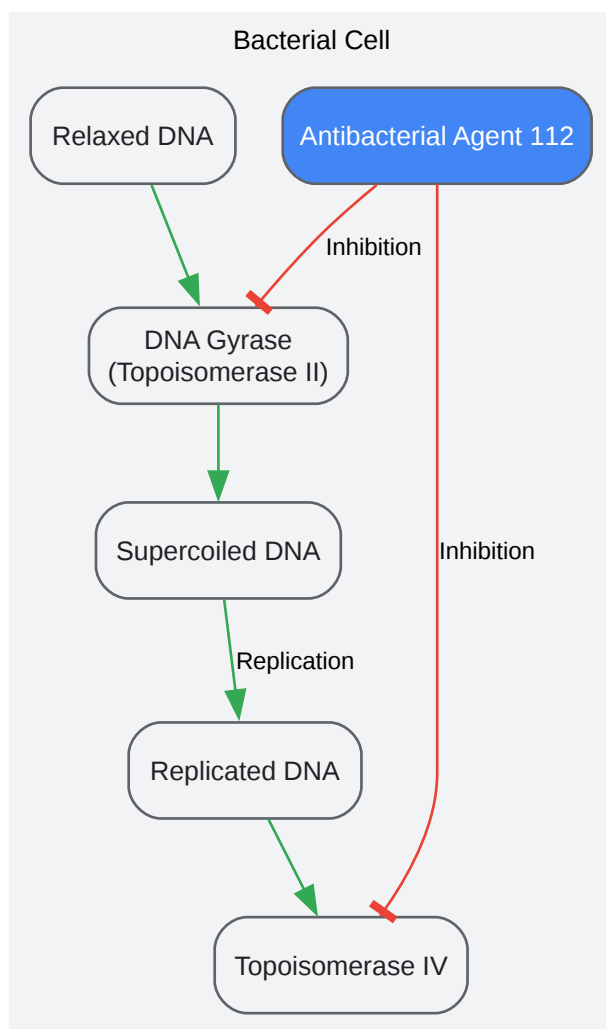 Bacterial Cell
Relaxed DNA
Antibacterial Agent 112
Inhibition
DNA Gyrase
(Topoisomerase II)
Supercoiled DNA
Inhibition
Replication
Replicated DNA
Topoisomerase IV